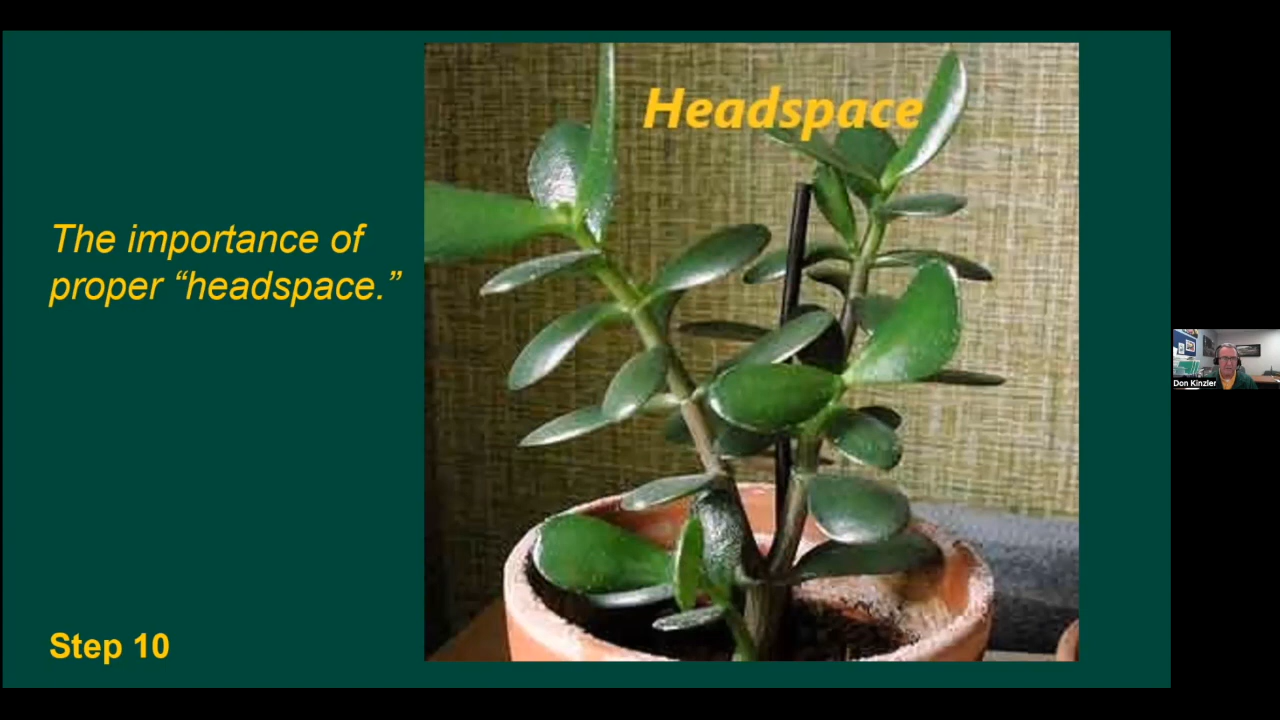 Headspace
The importance of
proper “headspace.”
Step 10
Don Kinzler